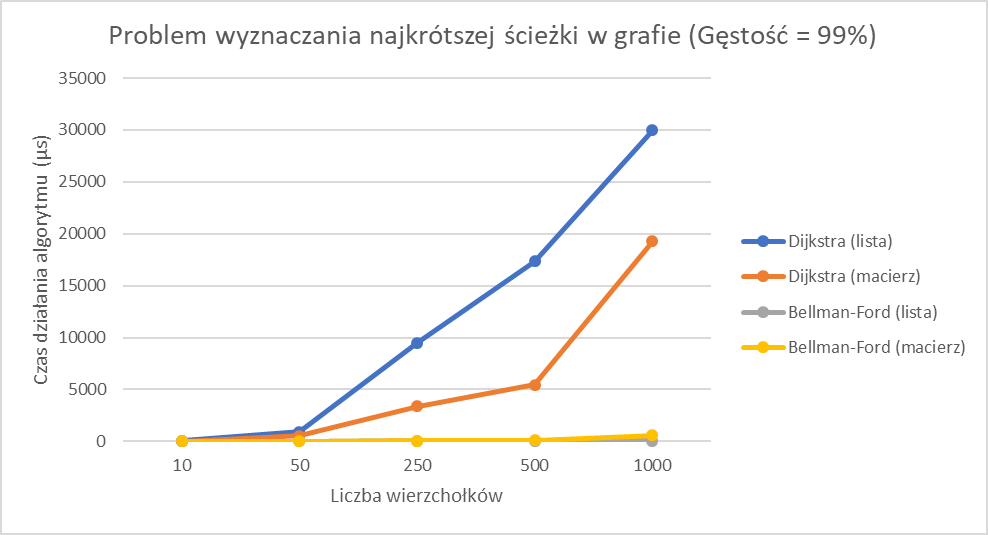 Problem wyznaczania najkrótszej ścieżki w grafie (Gęstość = 99%)
Czas działania algorytmu (µs)
35000
30000
25000
20000
15000
10000
5000
0
10 50 250 500 1000
Liczba wierzchołków
Dijkstra (lista)
Dijkstra (macierz)
Bellman-Ford (lista)
Bellman-Ford (macierz)